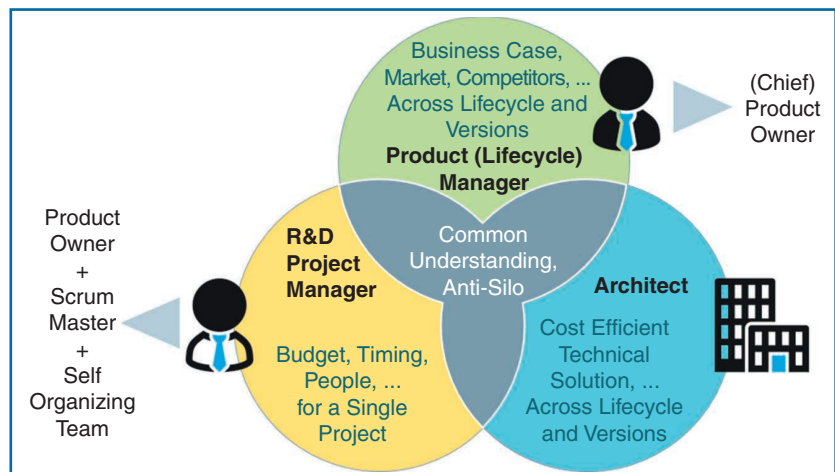 Business Case,
Market, Competitors, ...
Across Lifecycle and
Versions
Product (Lifecycle)
Manager
(Chief)
Product
Owner
Product
Owner
+
Scrum
Master
+
Self
Organizing
Team
R&D
Project
Manager
Budget, Timing,
People, ...
for a Single
Project
Common
Understanding,
Anti-Silo
Architect
Cost Efficient
Technical
Solution, ...
Across Lifecycle
and Versions